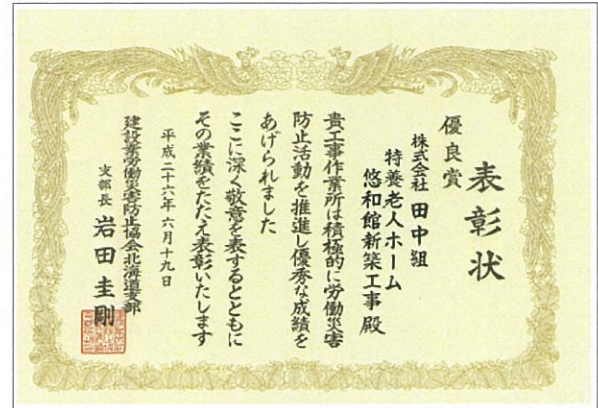 表彰状
優良賞
株式会社 田中組
特養老人ホーム
悠和館新築工事 殿
貴工事作業所は積極的に労働災害
防止活動を推進し優秀な成績を
あげられました
ここに深く敬意を表するとともに
その業績をたたえ表彰いたします
平成二十六年六月十九日
建設業労働災害防止協会北海道支部
支部長 岩田圭剛